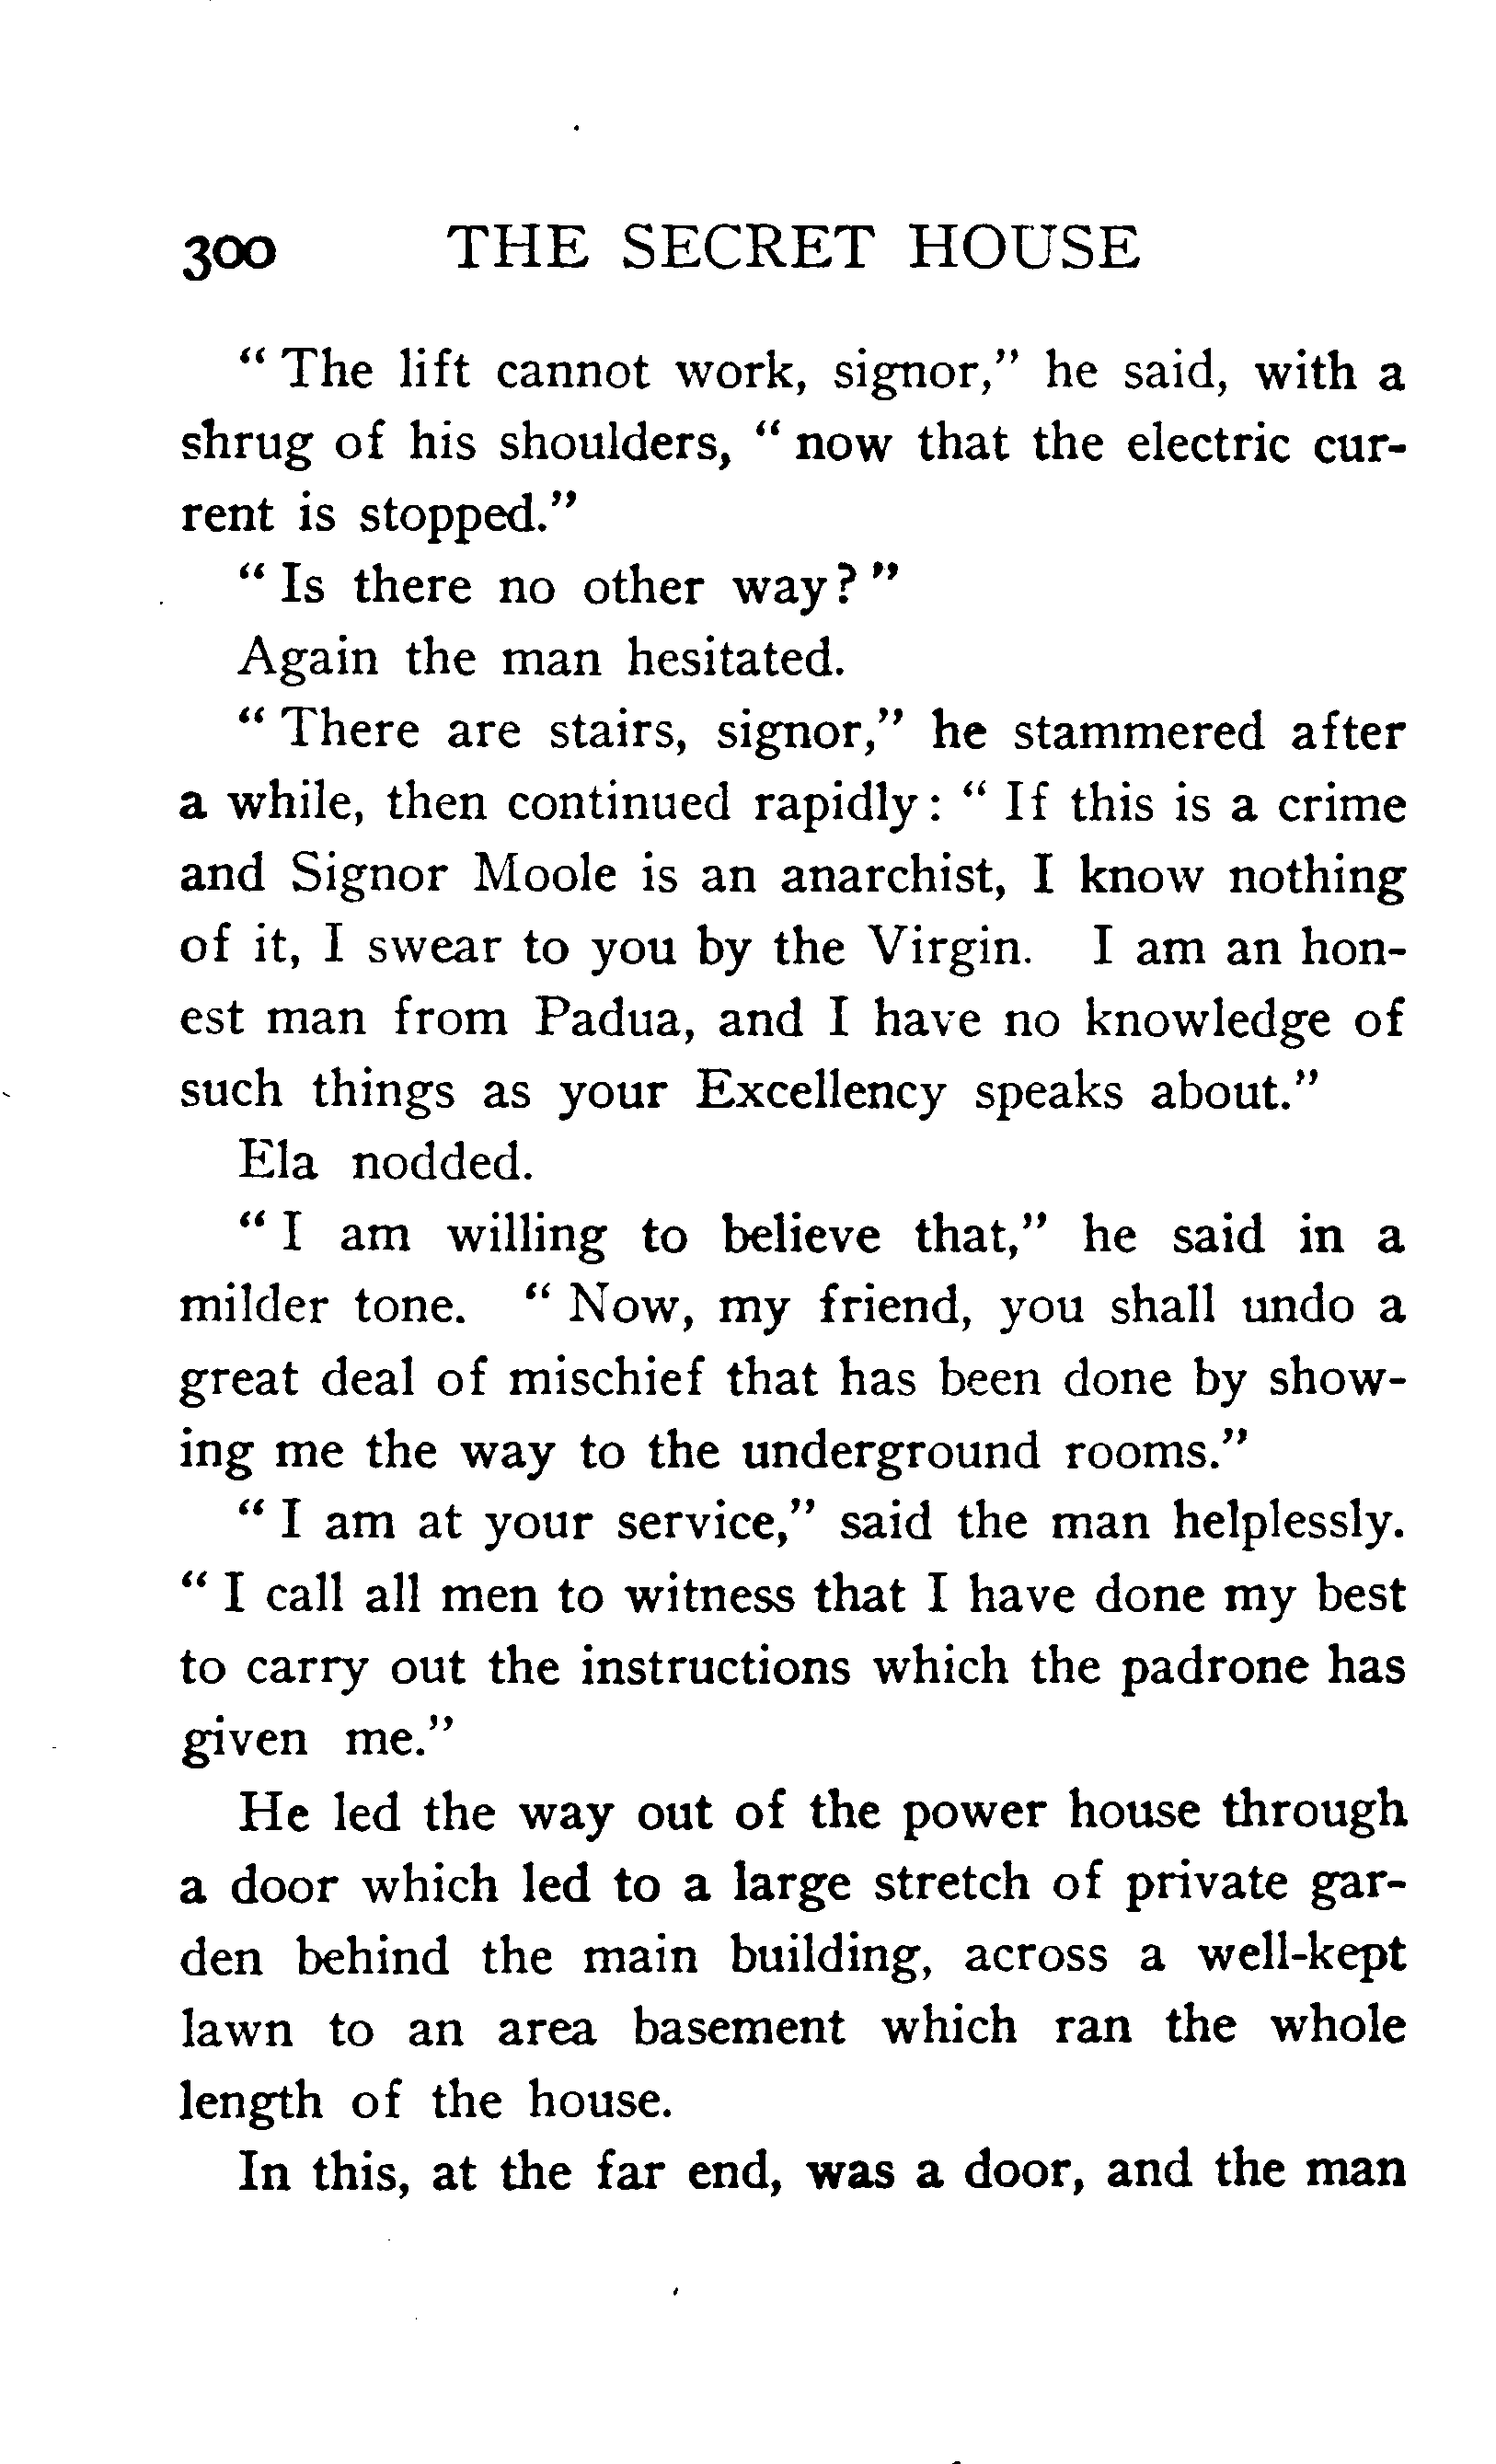 300 THE SECRET HOUSE
" The lift cannot work, signor," he said, with a
shrug of his shoulders, " now that the electric cur-
rent is stopped."
" Is there no other way? "
Again the man hesitated.
" There are stairs, signor," he stammered after
a while, then continued rapidly: " If this is a crime
and Signor Moole is an anarchist, I know nothing
of it, I swear to you by the Virgin. I am an hon-
est man from Padua, and I have no knowledge of
such things as your Excellency speaks about."
Ela nodded.
" I am willing to believe that," he said in a
milder tone. " Now, my friend, you shall undo a
great deal of mischief that has been done by show-
ing me the way to the underground rooms."
" I am at your service," said the man helplessly.
" I call all men to witness that I have done my best
to carry out the instructions which the padrone has
given me."
He led the way out of the power house through
a door which led to a large stretch of private gar-
den behind the main building, across a well-kept
lawn to an area basement which ran the whole
length of the house.
In this, at the far end, was a door, and the man